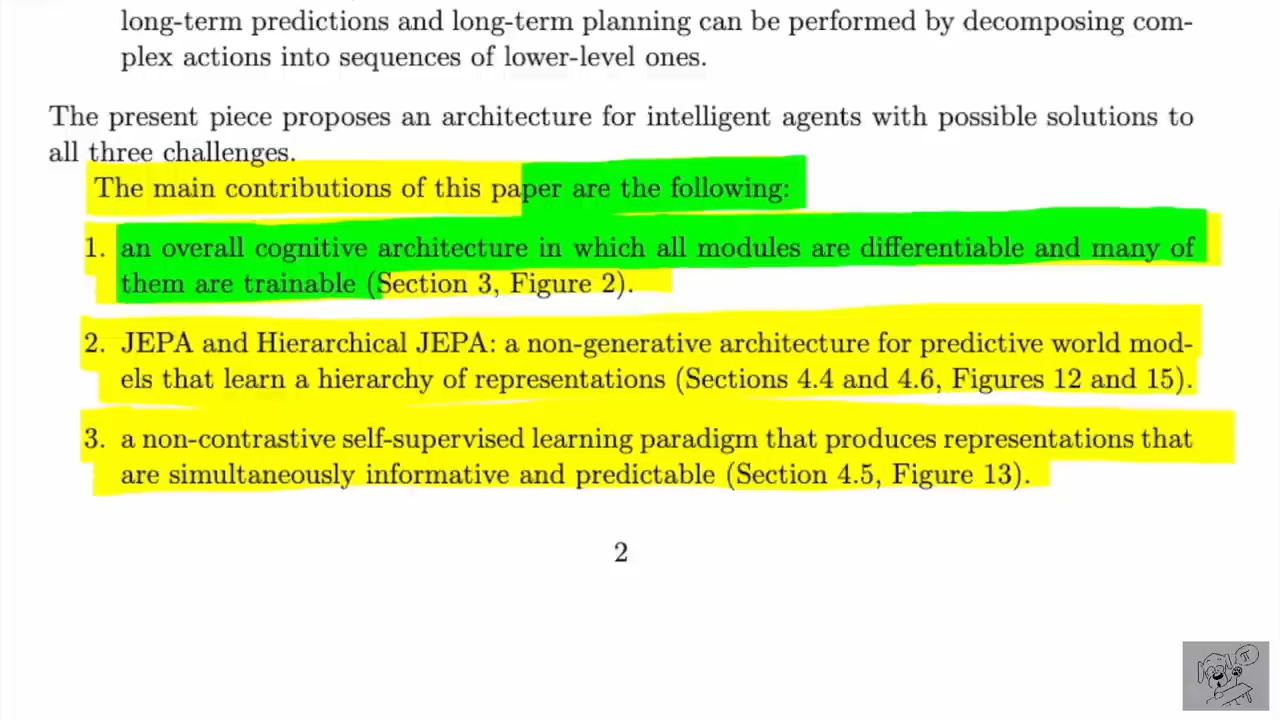 long-term predictions and long-term planning can be performed by decomposing com-
plex actions into sequences of lower-level ones.
The present piece proposes an architecture for intelligent agents with possible solutions to
all three challenges.
The main contributions of this paper are the following:
1. an overall cognitive architecture in which all modules are differentiable and many of
them are trainable (Section 3, Figure 2).
2. JEPA and Hierarchical JEPA: a non-generative architecture for predictive world mod-
els that learn a hierarchy of representations (Sections 4.4 and 4.6, Figures 12 and 15).
3. a non-contrastive self-supervised learning paradigm that produces representations that
are simultaneously informative and predictable (Section 4.5, Figure 13).
2
π